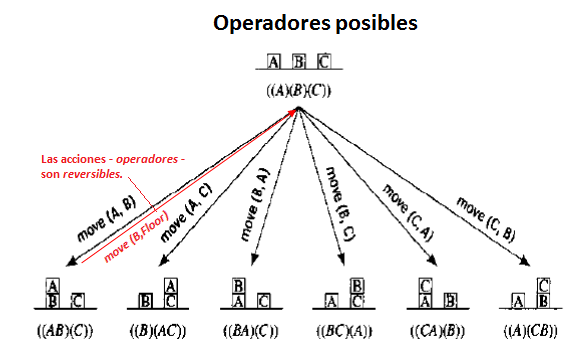 Operadores posibles
A B C
((A)(B)(C))
Las acciones - operadores -
son reversibles.
move (A, B)
move (B,Floor)
move (A, C)
move (B, A)
move (B, C)
move (C, A)
move (C, B)
A
B C
A
B C
B
A C
B
A C
C
A B
C
A B
((AB)(C))
((B)(AC))
((BA)(C))
((BC)(A))
((CA)(B))
((A)(CB))